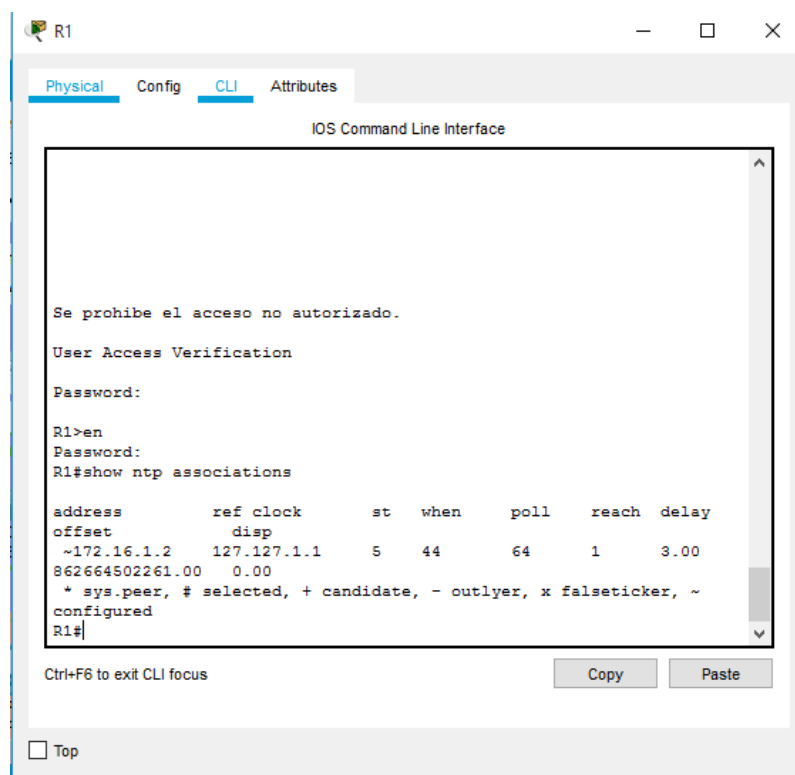 R1
Physical Config CLI Attributes
IOS Command Line Interface
Se prohibe el acceso no autorizado.
User Access Verification
Password:
R1>en
Password:
R1#show ntp associations
address ref clock st when poll reach delay
offset disp
~172.16.1.2 127.127.1.1 5 44 64 1 3.00
862664502261.00 0.00
* sys.peer, # selected, + candidate, - outlyer, x falseticker, ~
configured
R1#
Ctrl+F6 to exit CLI focus
Copy Paste
Top